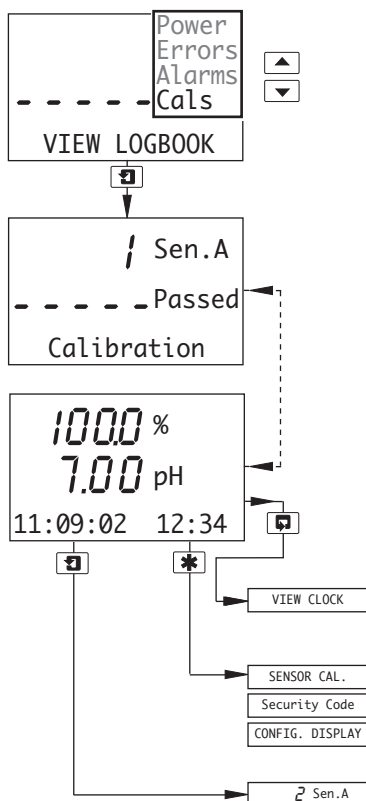 Power
Errors
Alarms
- - - - - Cals
VIEW LOGBOOK
1 Sen.A
- - - - - Passed
Calibration
100.0 %
7.00 pH
11:09:02 12:34
VIEW CLOCK
SENSOR CAL.
Security Code
CONFIG. DISPLAY
2 Sen.A